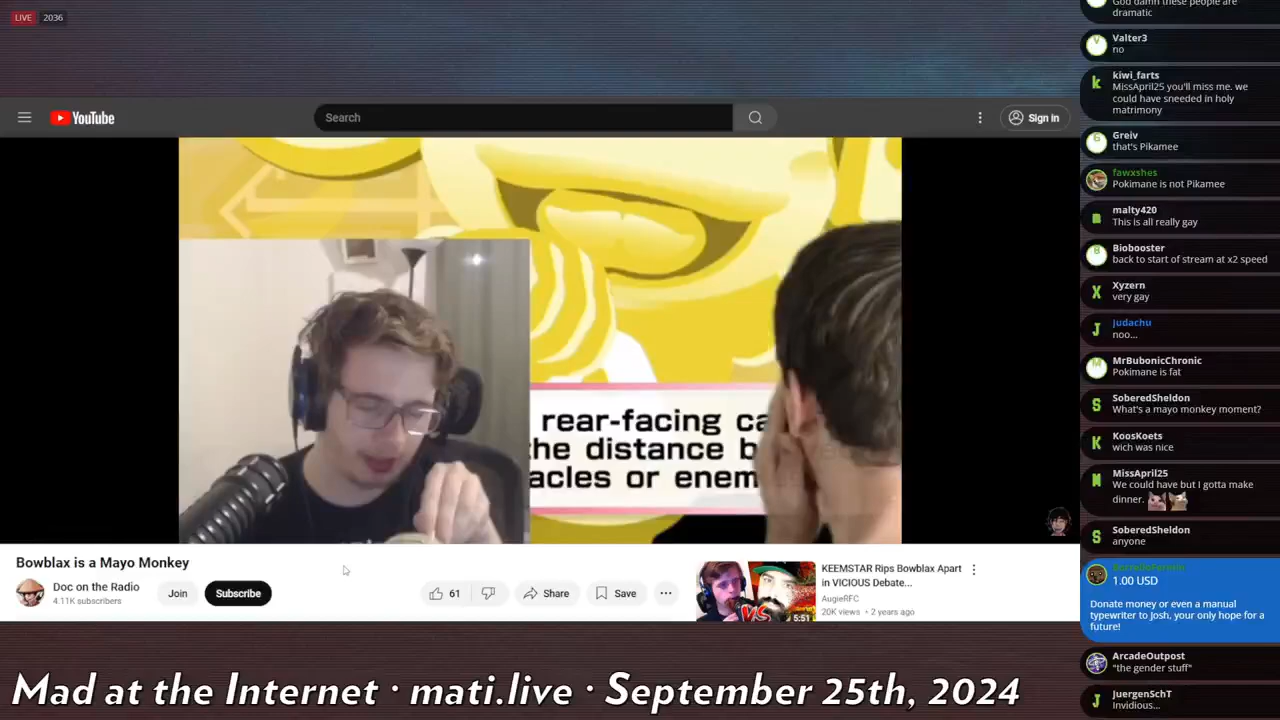 LIVE 2036
YouTube
Search
Sign in
rear-facing ca
the distance b
acles or enem
Bowblax is a Mayo Monkey
Doc on the Radio
4.11K subscribers
Join
Subscribe
61
Share
Save
KEEMSTAR Rips Bowblax Apart
in VICIOUS Debate...
AugieRFC
20K views • 2 years ago
VS
5:51
Mad at the Internet · mati.live · September 25th, 2024
God damn these people are
dramatic
Valter3
no
kiwi_farts
MissApril25 you'll miss me. we
could have sneeded in holy
matrimony
Greiv
that's Pikamee
fawxshes
Pokimane is not Pikamee
malty420
This is all really gay
Biobooster
back to start of stream at x2 speed
Xyzern
very gay
judachu
noo...
MrBubonicChronic
Pokimane is fat
SoberedSheldon
What's a mayo monkey moment?
KoosKoets
wich was nice
MissApril25
We could have but I gotta make
dinner.
SoberedSheldon
anyone
1.00 USD
Donate money or even a manual
typewriter to Josh, your only hope for a
future!
ArcadeOutpost
"the gender stuff"
JuergenSchT
Invidious...